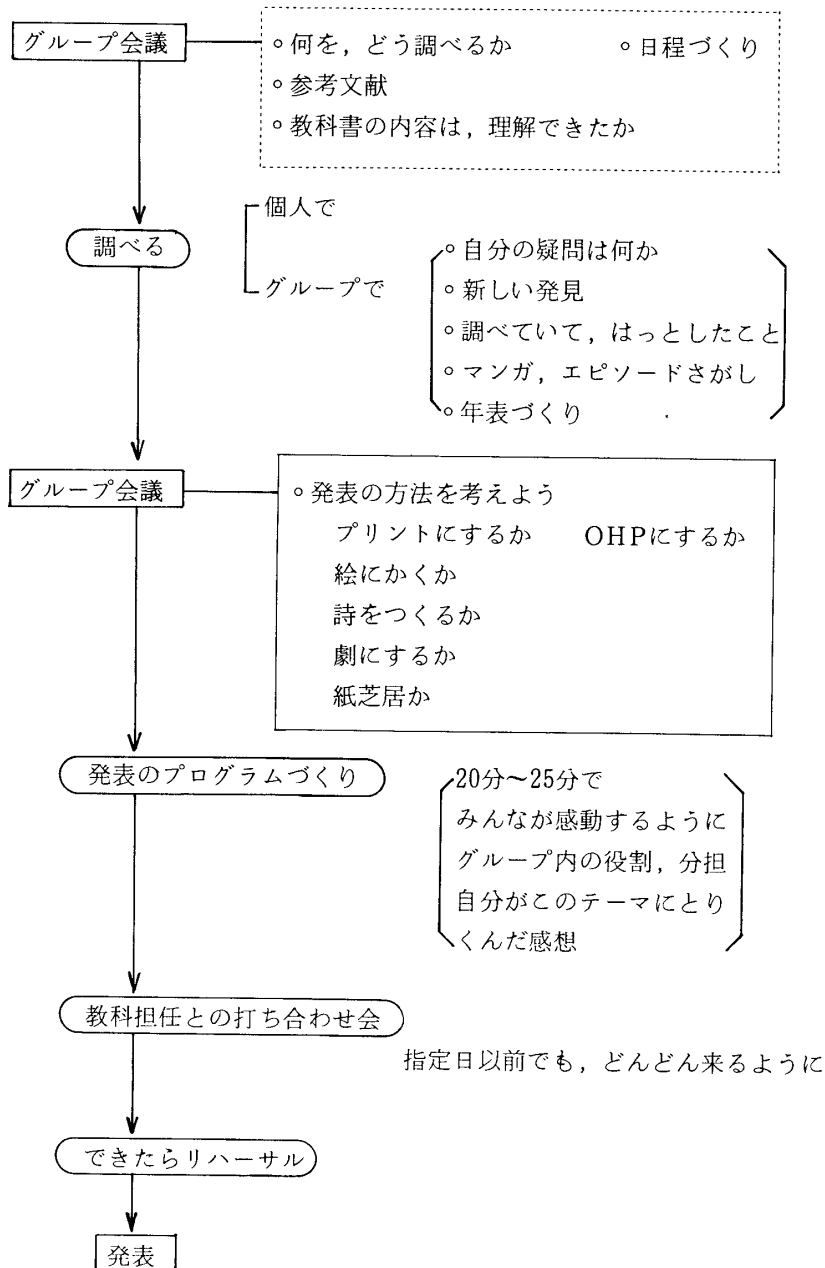 グループ会議
○何を,どう調べるか ○日程づくり
○参考文献
○教科書の内容は,理解できたか
調べる
個人で
グループで
○自分の疑問は何か
○新しい発見
○調べていて,はっとしたこと
○マンガ,エピソードさがし
○年表づくり
グループ会議
○発表の方法を考えよう
プリントにするか OHPにするか
絵にかくか
詩をつくるか
劇にするか
紙芝居か
発表のプログラムづくり
20分~25分で
みんなが感動するように
グループ内の役割,分担
自分がこのテーマにとり
くんだ感想
教科担任との打ち合わせ会
指定日以前でも,どんどん来るように
できたらリハーサル
発表